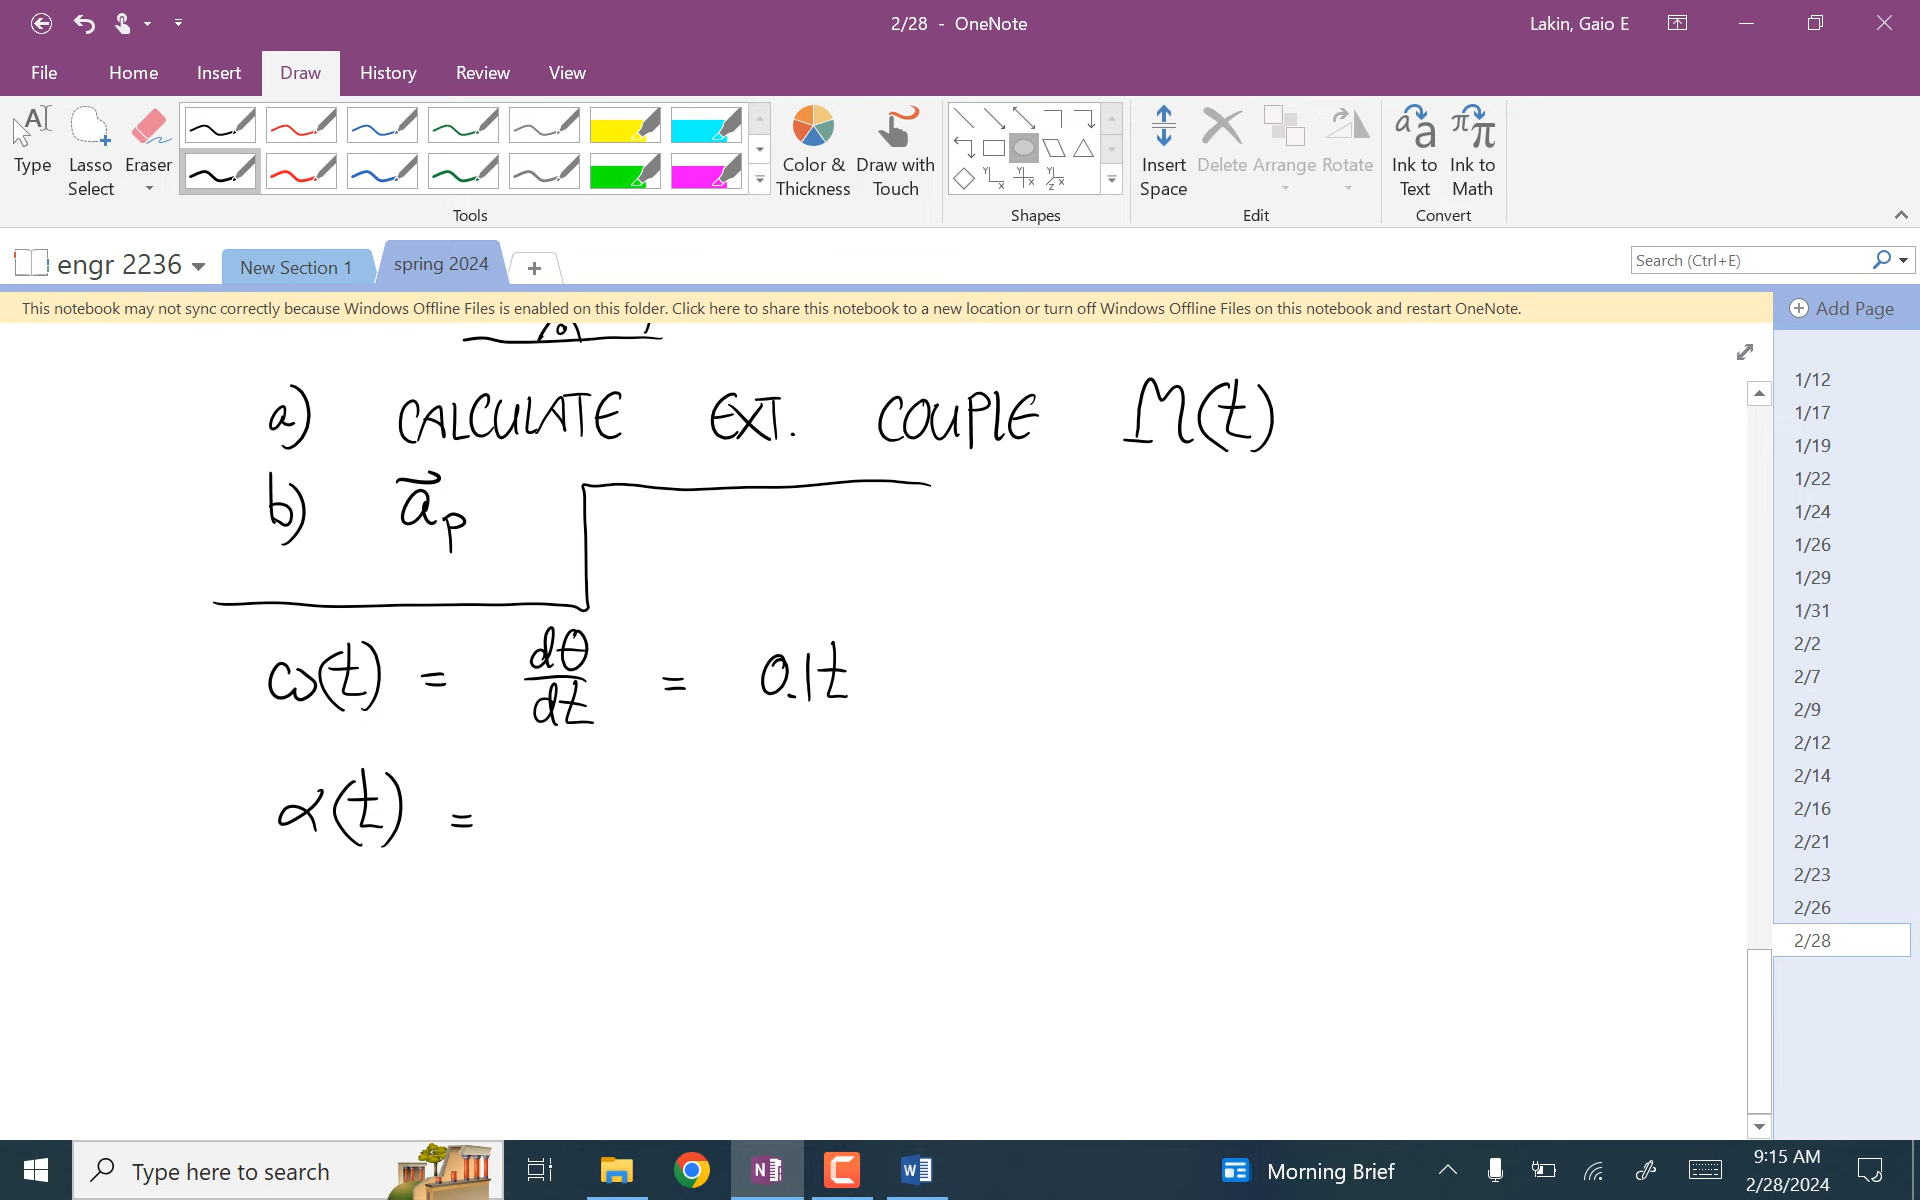 2/28 - OneNote
Lakin, Gaio E
File Home Insert Draw History Review View
Type
Lasso Select
Eraser
Color & Thickness
Draw with Touch
Insert Space
Delete
Arrange
Rotate
Ink to Text
Ink to Math
Tools
Shapes
Edit
Convert
engr 2236
New Section 1
spring 2024
Search (Ctrl+E)
This notebook may not sync correctly because Windows Offline Files is enabled on this folder. Click here to share this notebook to a new location or turn off Windows Offline Files on this notebook and restart OneNote.
Add Page
a) CALCULATE EXT. COUPLE M(t)
b) a⃗ₚ
ω(t) = dθ/dt = 0.1t
α(t) =
1/12
1/17
1/19
1/22
1/24
1/26
1/29
1/31
2/2
2/7
2/9
2/12
2/14
2/16
2/21
2/23
2/26
2/28
Type here to search
Morning Brief
9:15 AM
2/28/2024